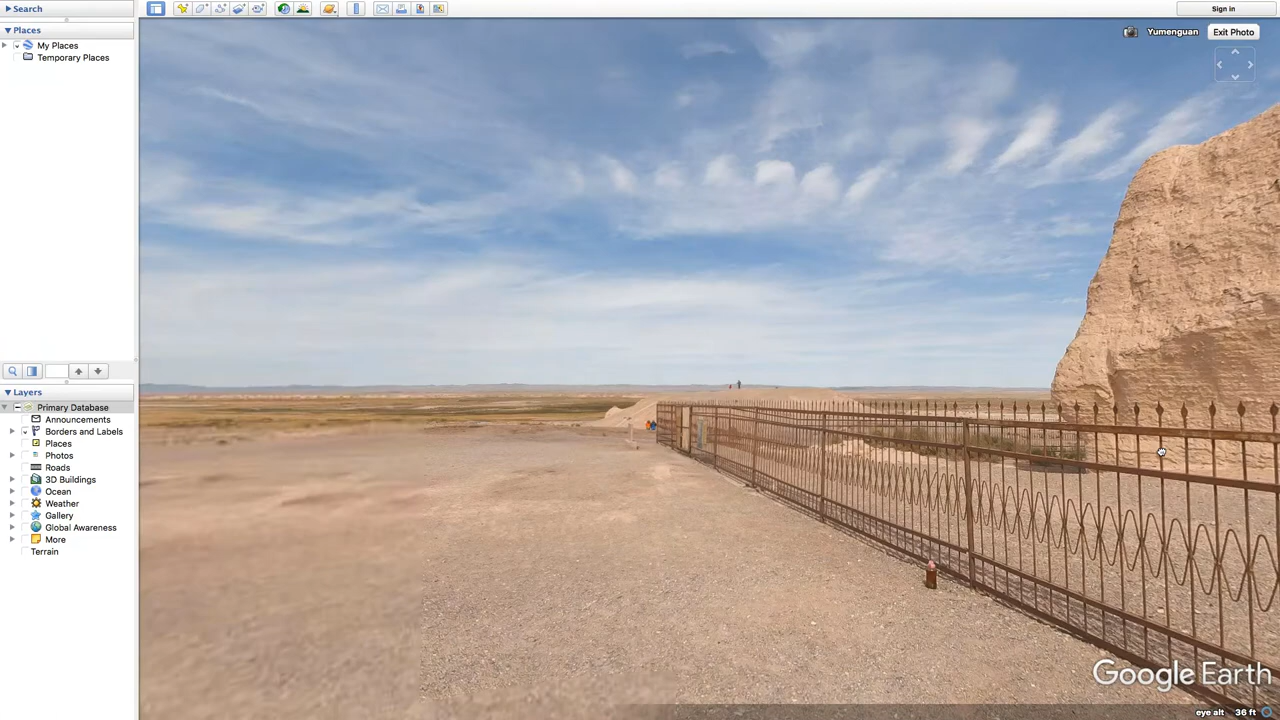 Search
Sign in
Places
My Places
Temporary Places
Yumenguan
Exit Photo
Layers
Primary Database
Announcements
Borders and Labels
Places
Photos
Roads
3D Buildings
Ocean
Weather
Gallery
Global Awareness
More
Terrain
Google Earth
eye alt 36 ft